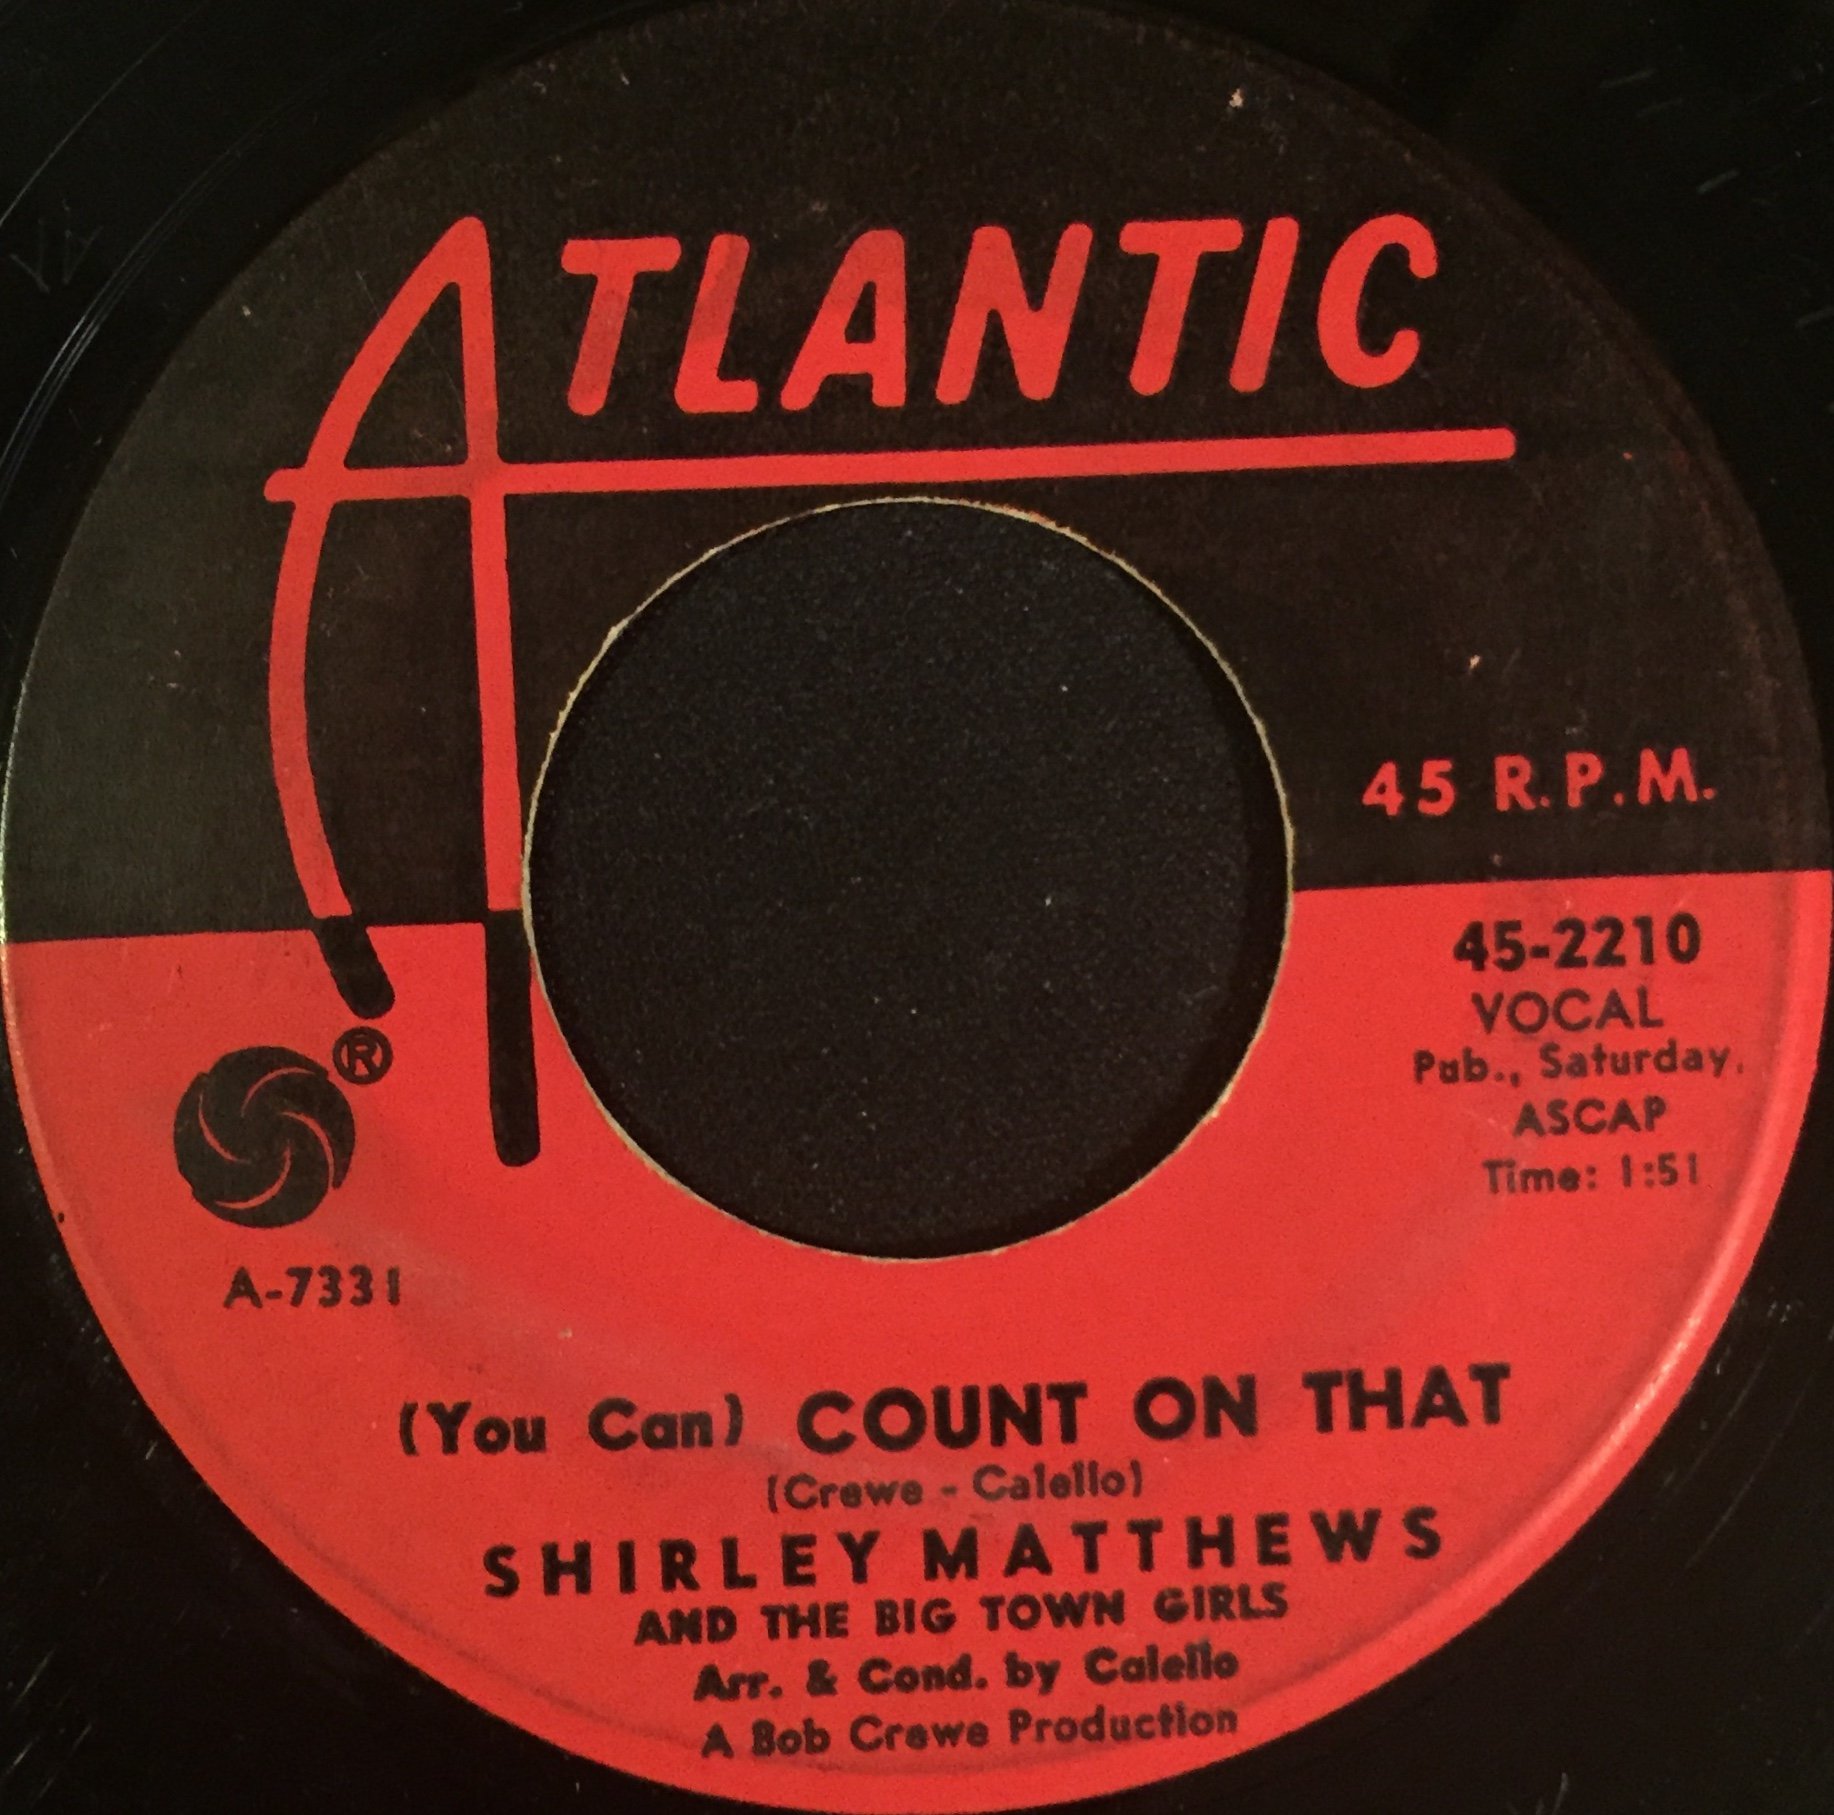 ATLANTIC
45 R.P.M.
45-2210
VOCAL
Pub., Saturday,
ASCAP
Time: 1:51
®
A-7331
(You Can) COUNT ON THAT
(Crewe - Calello)
SHIRLEY MATTHEWS
AND THE BIG TOWN GIRLS
Arr. & Cond. by Calello
A Bob Crewe Production